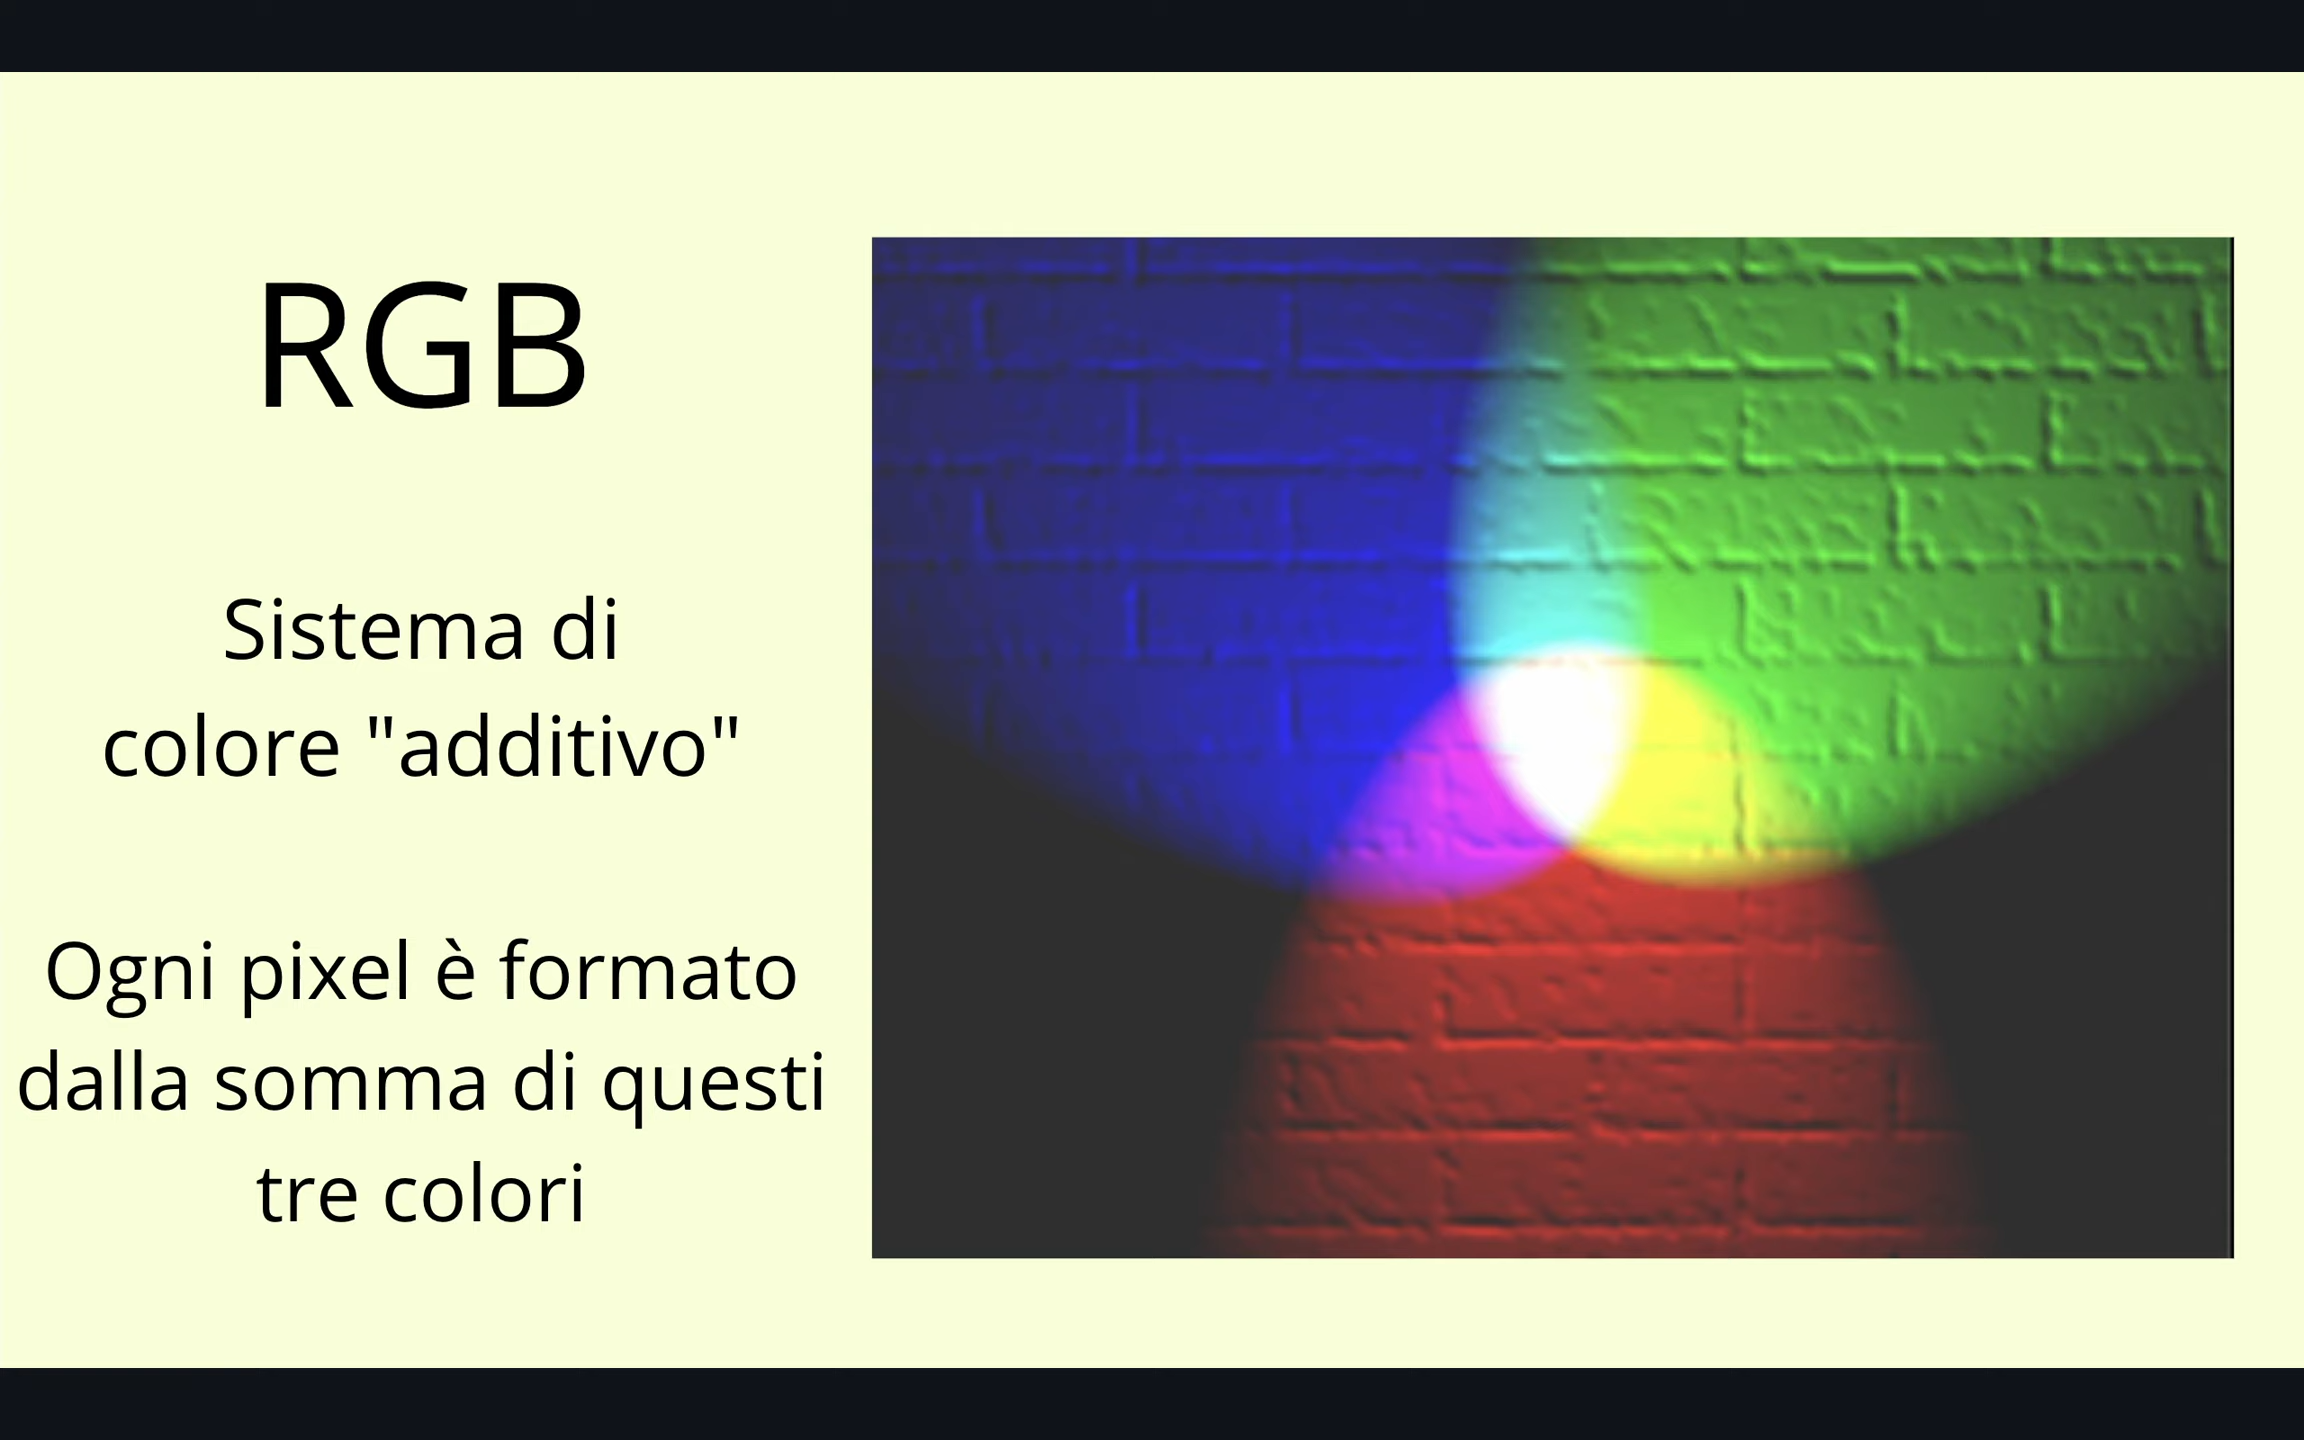 RGB
Sistema di
colore "additivo"
Ogni pixel è formato
dalla somma di questi
tre colori